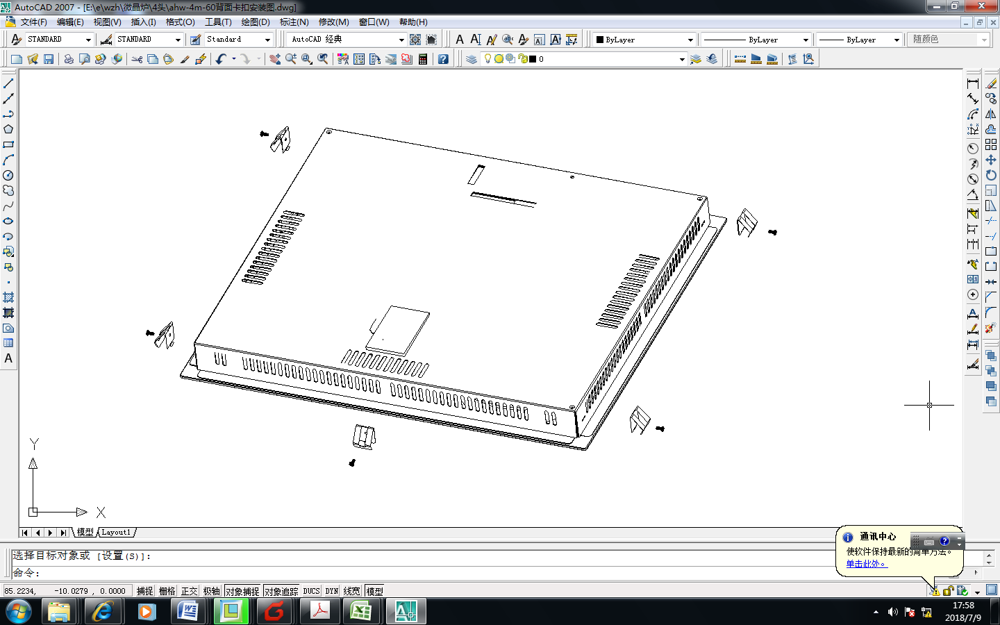 AutoCAD 2007 - [E:\e\wzh\微晶炉\4头\ahw-4m-60背面卡扣安装图.dwg]
文件(F) 编辑(E) 视图(V) 插入(I) 格式(O) 工具(T) 绘图(D) 标注(N) 修改(M) 窗口(W) 帮助(H)
STANDARD STANDARD Standard AutoCAD 经典 ByLayer ByLayer ByLayer 随颜色
0
A
Y
X
模型 Layout1
选择目标对象或 [设置(S)]:
命令:
通讯中心
使软件保持最新的简单方法。
单击此处。
85.2234, -10.0279 , 0.0000 捕捉 栅格 正交 极轴 对象捕捉 对象追踪 DUCS DYN 线宽 模型
17:58
2018/7/9